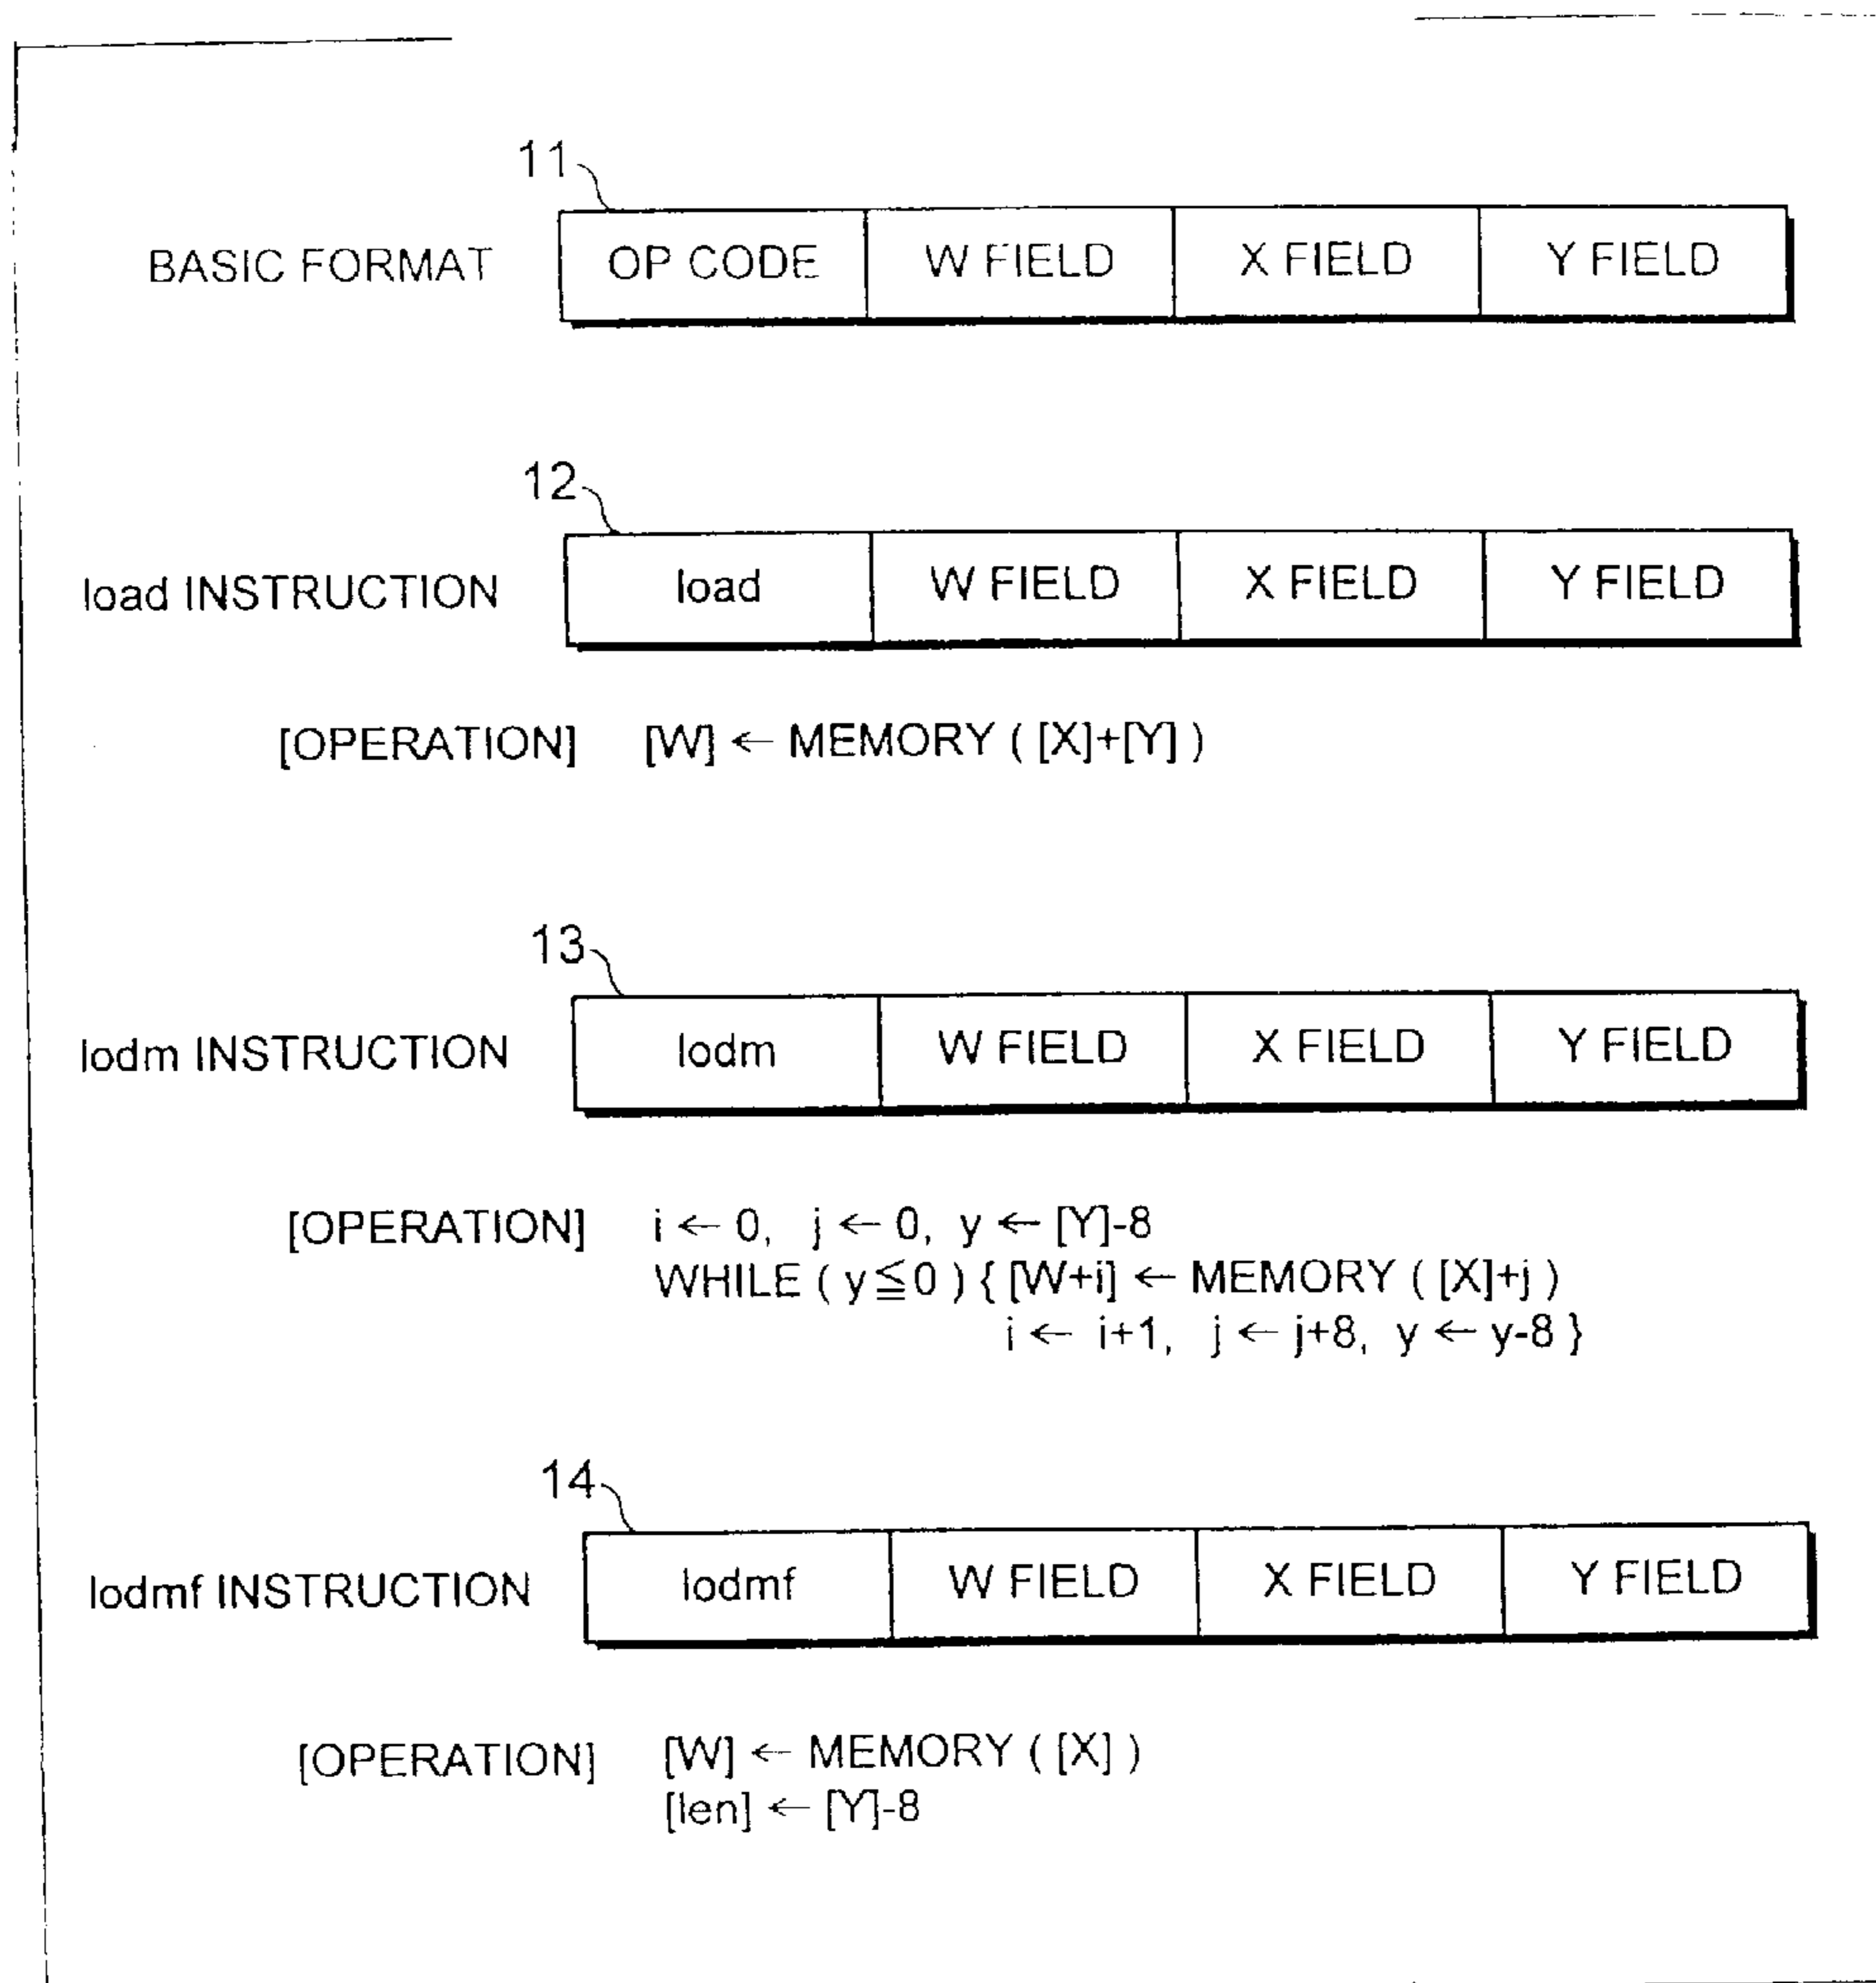 11
BASIC FORMAT OP CODE W FIELD X FIELD Y FIELD
12
load INSTRUCTION load W FIELD X FIELD Y FIELD
[OPERATION] [W] ← MEMORY ( [X]+[Y] )
13
lodm INSTRUCTION lodm W FIELD X FIELD Y FIELD
[OPERATION] i ← 0, j ← 0, y ← [Y]-8
WHILE ( y ≦ 0 ) { [W+i] ← MEMORY ( [X]+j )
i ← i+1, j ← j+8, y ← y-8 }
14
lodmf INSTRUCTION lodmf W FIELD X FIELD Y FIELD
[OPERATION] [W] ← MEMORY ( [X] )
[len] ← [Y]-8